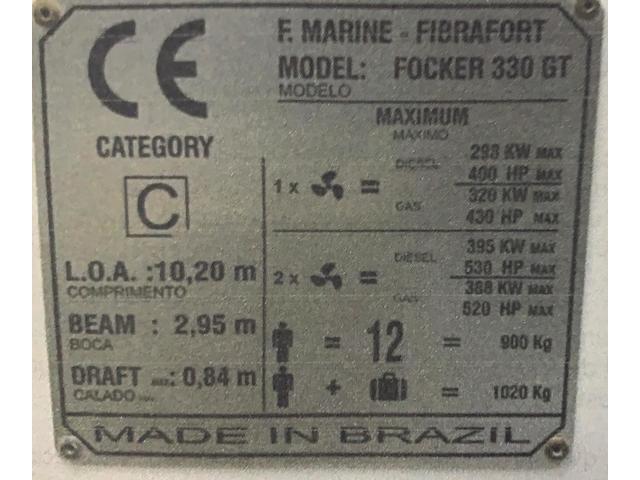 CE
F. MARINE - FIBRAFORT
MODEL: FOCKER 330 GT
MODELO
CATEGORY
C
MAXIMUM
MAXIMO
1 x =
DIESEL
298 KW MAX
400 HP MAX
GAS
320 KW MAX
430 HP MAX
2 x =
DIESEL
395 KW MAX
530 HP MAX
GAS
388 KW MAX
520 HP MAX
L.O.A. : 10,20 m
COMPRIMENTO
BEAM : 2,95 m
BOCA
DRAFT MAX: 0,84 m
CALADO
= 12 = 900 Kg
+ = 1020 Kg
MADE IN BRAZIL